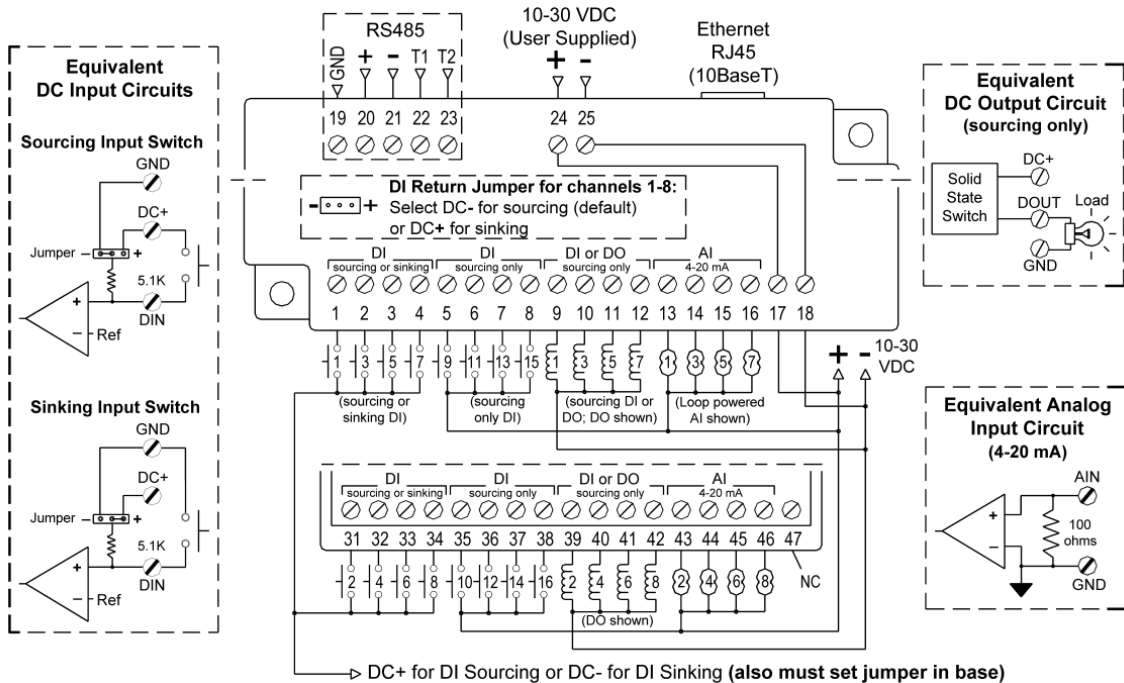 RS485
GND + - T1 T2
19 20 21 22 23
10-30 VDC
(User Supplied)
+ -
24 25
Ethernet
RJ45
(10BaseT)
Equivalent
DC Input Circuits
Sourcing Input Switch
GND
DC+
Jumper - +
5.1K
+
DIN
- Ref
Sinking Input Switch
GND
DC+
Jumper - +
5.1K
+
DIN
- Ref
- + DI Return Jumper for channels 1-8:
Select DC- for sourcing (default)
or DC+ for sinking
DI DI DI or DO AI
sourcing or sinking sourcing only sourcing only 4-20 mA
1 2 3 4 5 6 7 8 9 10 11 12 13 14 15 16 17 18
1 3 5 7 9 11 13 15 1 3 5 7 1 3 5 7
+ - 10-30
VDC
(sourcing or
sinking DI)
(sourcing
only DI)
(sourcing DI or
DO; DO shown)
(Loop powered
AI shown)
DI DI DI or DO AI
sourcing or sinking sourcing only sourcing only 4-20 mA
31 32 33 34 35 36 37 38 39 40 41 42 43 44 45 46 47
2 4 6 8 10 12 14 16 2 4 6 8 2 4 6 8
NC
(DO shown)
DC+ for DI Sourcing or DC- for DI Sinking (also must set jumper in base)
Equivalent
DC Output Circuit
(sourcing only)
Solid
State
Switch
DC+
DOUT
Load
GND
Equivalent Analog
Input Circuit
(4-20 mA)
AIN
+
-
100
ohms
GND